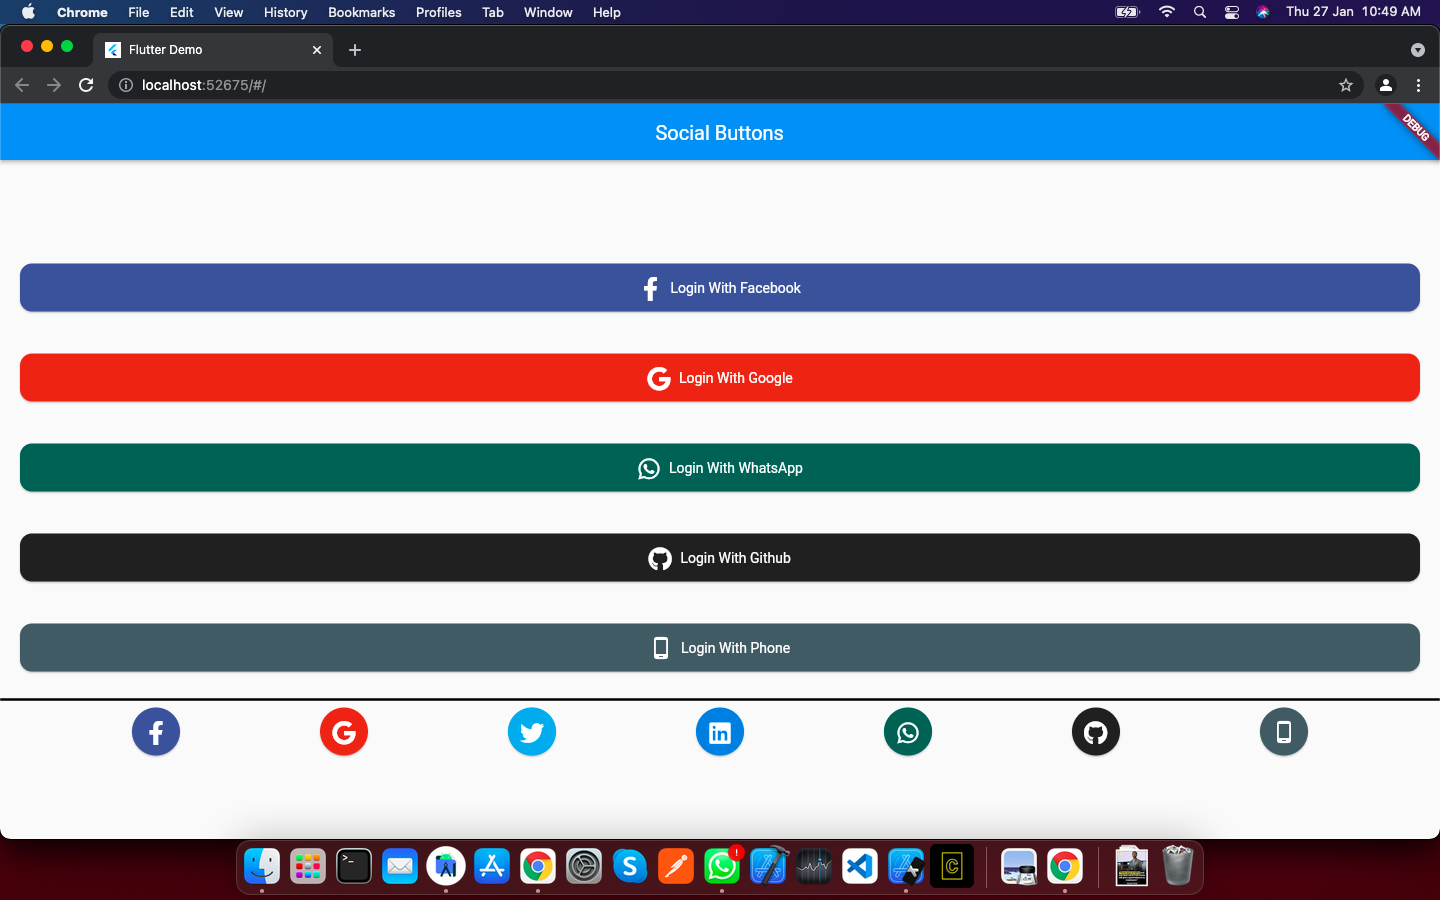 Chrome File Edit View History Bookmarks Profiles Tab Window Help Thu 27 Jan 10:49 AM
Flutter Demo
localhost:52675/#/
Social Buttons
DEBUG
Login With Facebook
Login With Google
Login With WhatsApp
Login With Github
Login With Phone